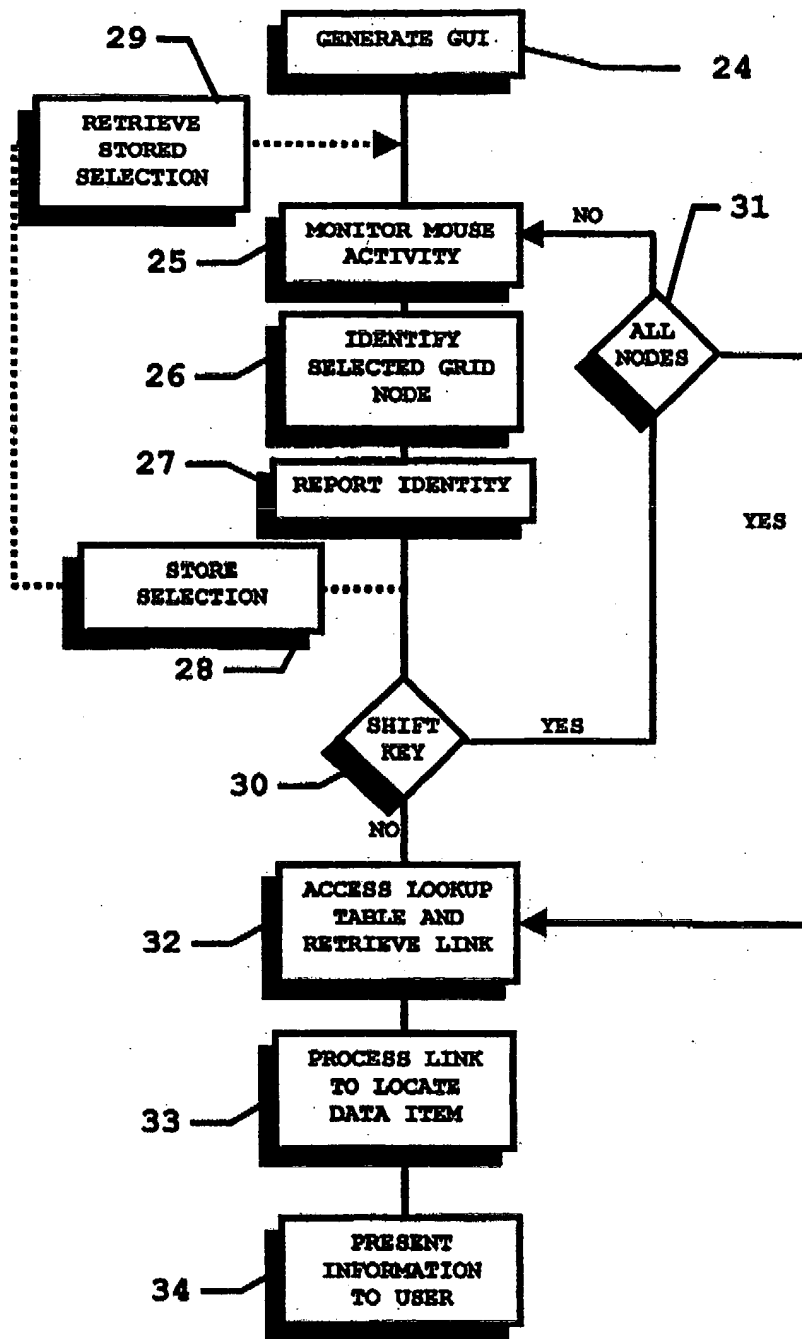 29
GENERATE GUI
24
RETRIEVE
STORED
SELECTION
NO
31
MONITOR MOUSE
ACTIVITY
25
ALL
NODES
IDENTIFY
SELECTED GRID
NODE
26
27
REPORT IDENTITY
YES
STORE
SELECTION
28
SHIFT
KEY
YES
30
NO
ACCESS LOOKUP
TABLE AND
RETRIEVE LINK
32
PROCESS LINK
TO LOCATE
DATA ITEM
33
PRESENT
INFORMATION
TO USER
34